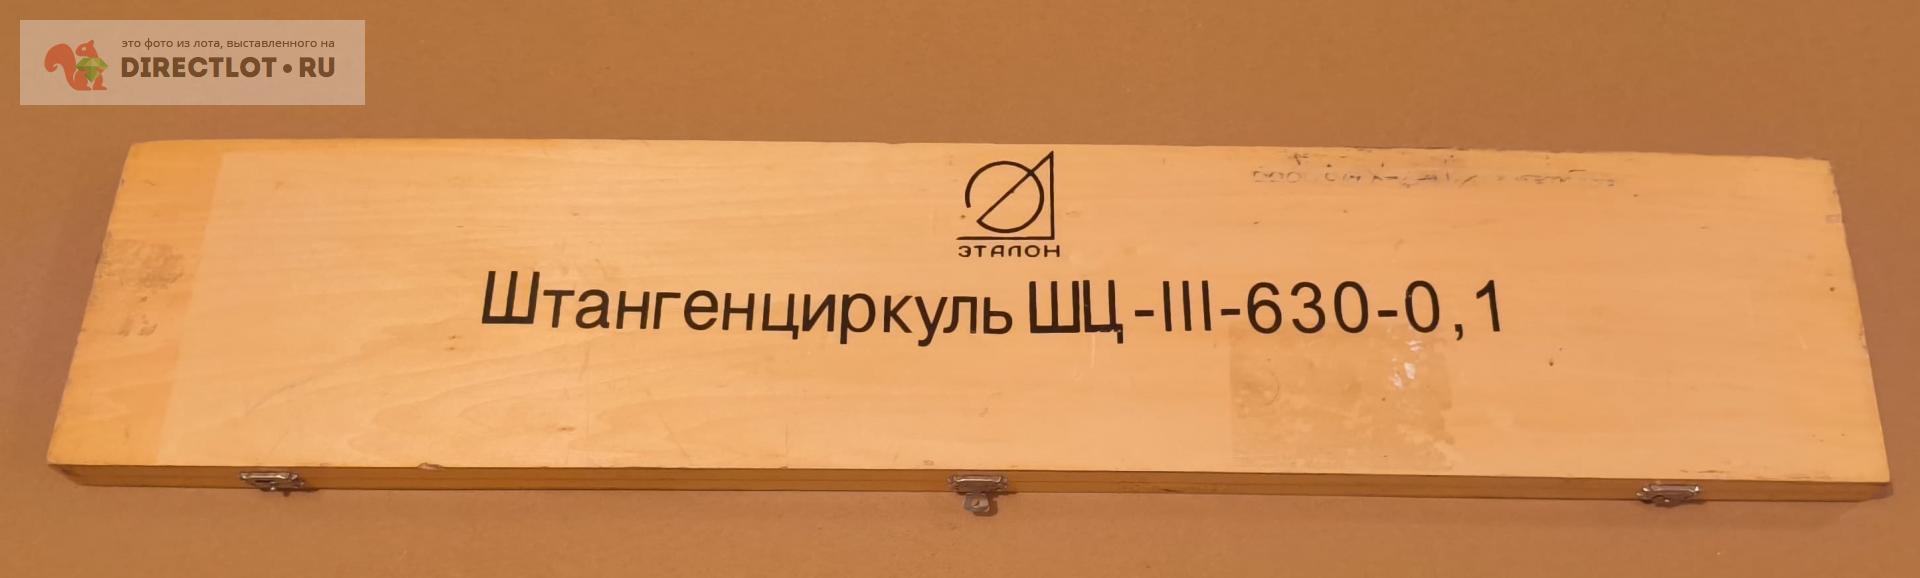 это фото из лота, выставленного на
DIRECTLOT•RU
ЭТАЛОН
Штангенциркуль ШЦ-III-630-0,1